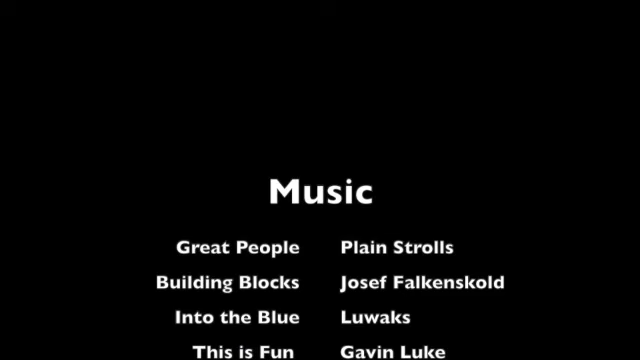 Music
Great People Plain Strolls
Building Blocks Josef Falkenskold
Into the Blue Luwaks
This is Fun Gavin Luke